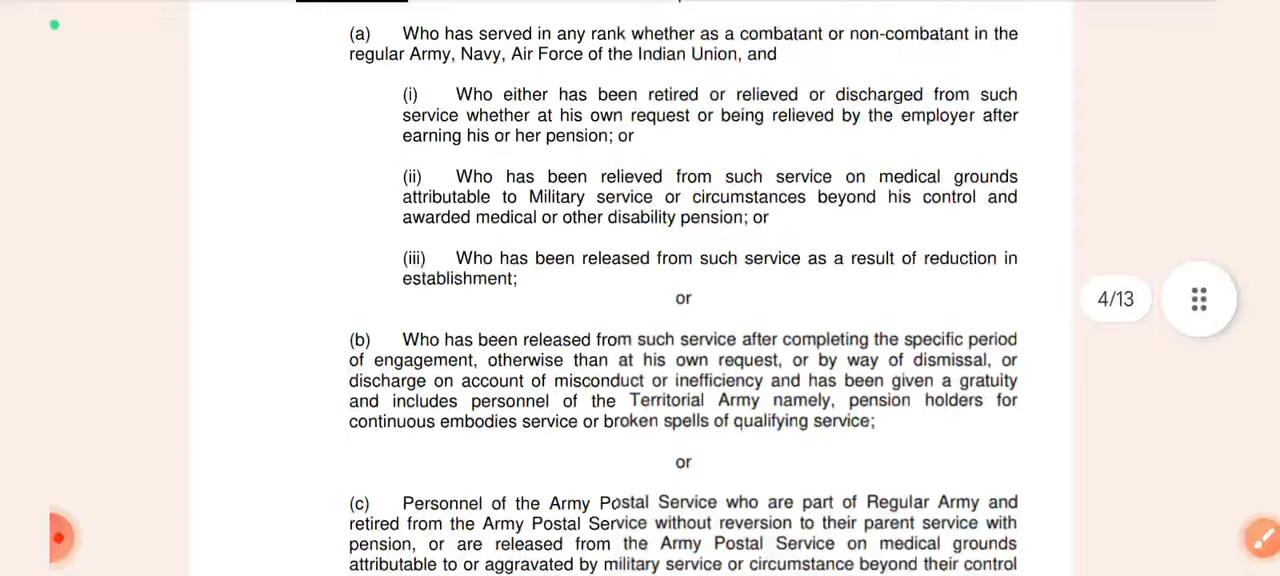 (a) Who has served in any rank whether as a combatant or non-combatant in the
regular Army, Navy, Air Force of the Indian Union, and
(i) Who either has been retired or relieved or discharged from such
service whether at his own request or being relieved by the employer after
earning his or her pension; or
(ii) Who has been relieved from such service on medical grounds
attributable to Military service or circumstances beyond his control and
awarded medical or other disability pension; or
(iii) Who has been released from such service as a result of reduction in
establishment;
or
4/13
(b) Who has been released from such service after completing the specific period
of engagement, otherwise than at his own request, or by way of dismissal, or
discharge on account of misconduct or inefficiency and has been given a gratuity
and includes personnel of the Territorial Army namely, pension holders for
continuous embodies service or broken spells of qualifying service;
or
(c) Personnel of the Army Postal Service who are part of Regular Army and
retired from the Army Postal Service without reversion to their parent service with
pension, or are released from the Army Postal Service on medical grounds
attributable to or aggravated by military service or circumstance beyond their control